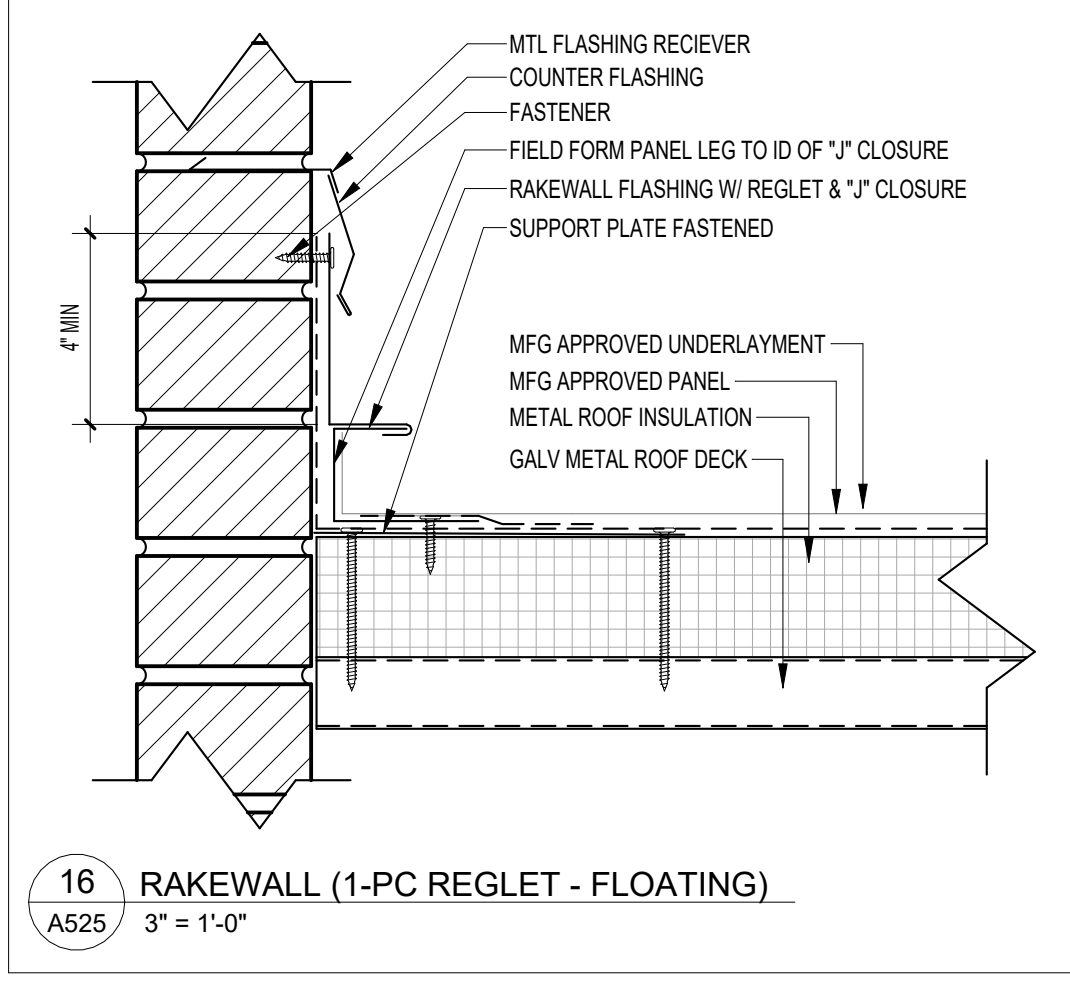 MTL FLASHING RECIEVER
COUNTER FLASHING
FASTENER
FIELD FORM PANEL LEG TO ID OF "J" CLOSURE
RAKEWALL FLASHING W/ REGLET & "J" CLOSURE
SUPPORT PLATE FASTENED
4" MIN
MFG APPROVED UNDERLAYMENT
MFG APPROVED PANEL
METAL ROOF INSULATION
GALV METAL ROOF DECK
16
A525
RAKEWALL (1-PC REGLET - FLOATING)
3" = 1'-0"